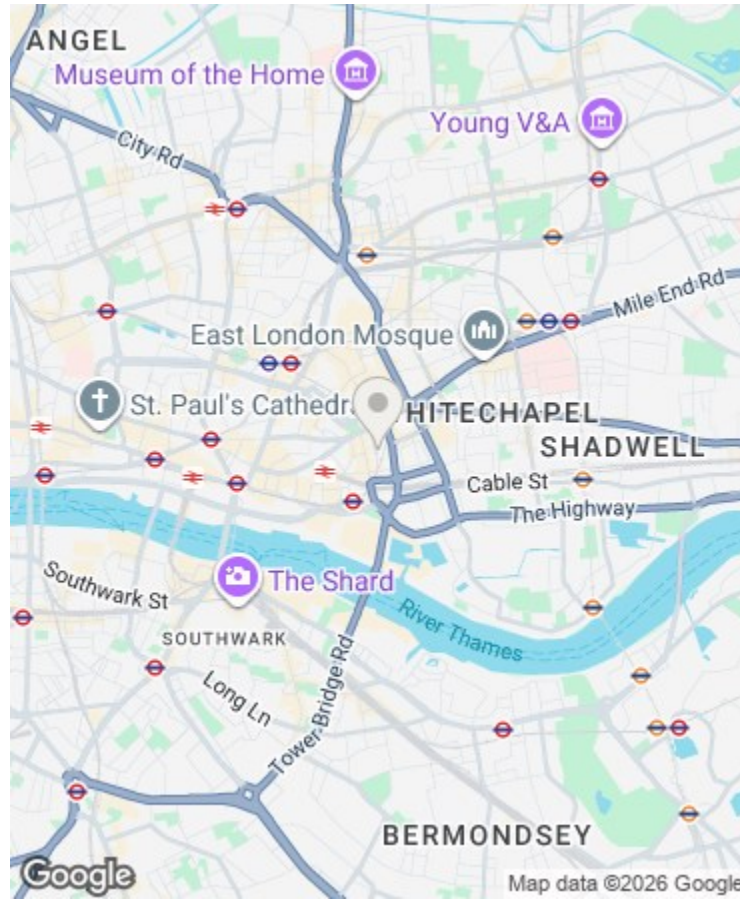 ANGEL
Museum of the Home
Young V&A
City Rd
Mile End Rd
East London Mosque
St. Paul's Cathedr
HITECHAPEL
SHADWELL
Cable St
The Highway
The Shard
Southwark St
River Thames
SOUTHWARK
Long Ln
Tower Bridge Rd
BERMONDSEY
Google
Map data ©2026 Google